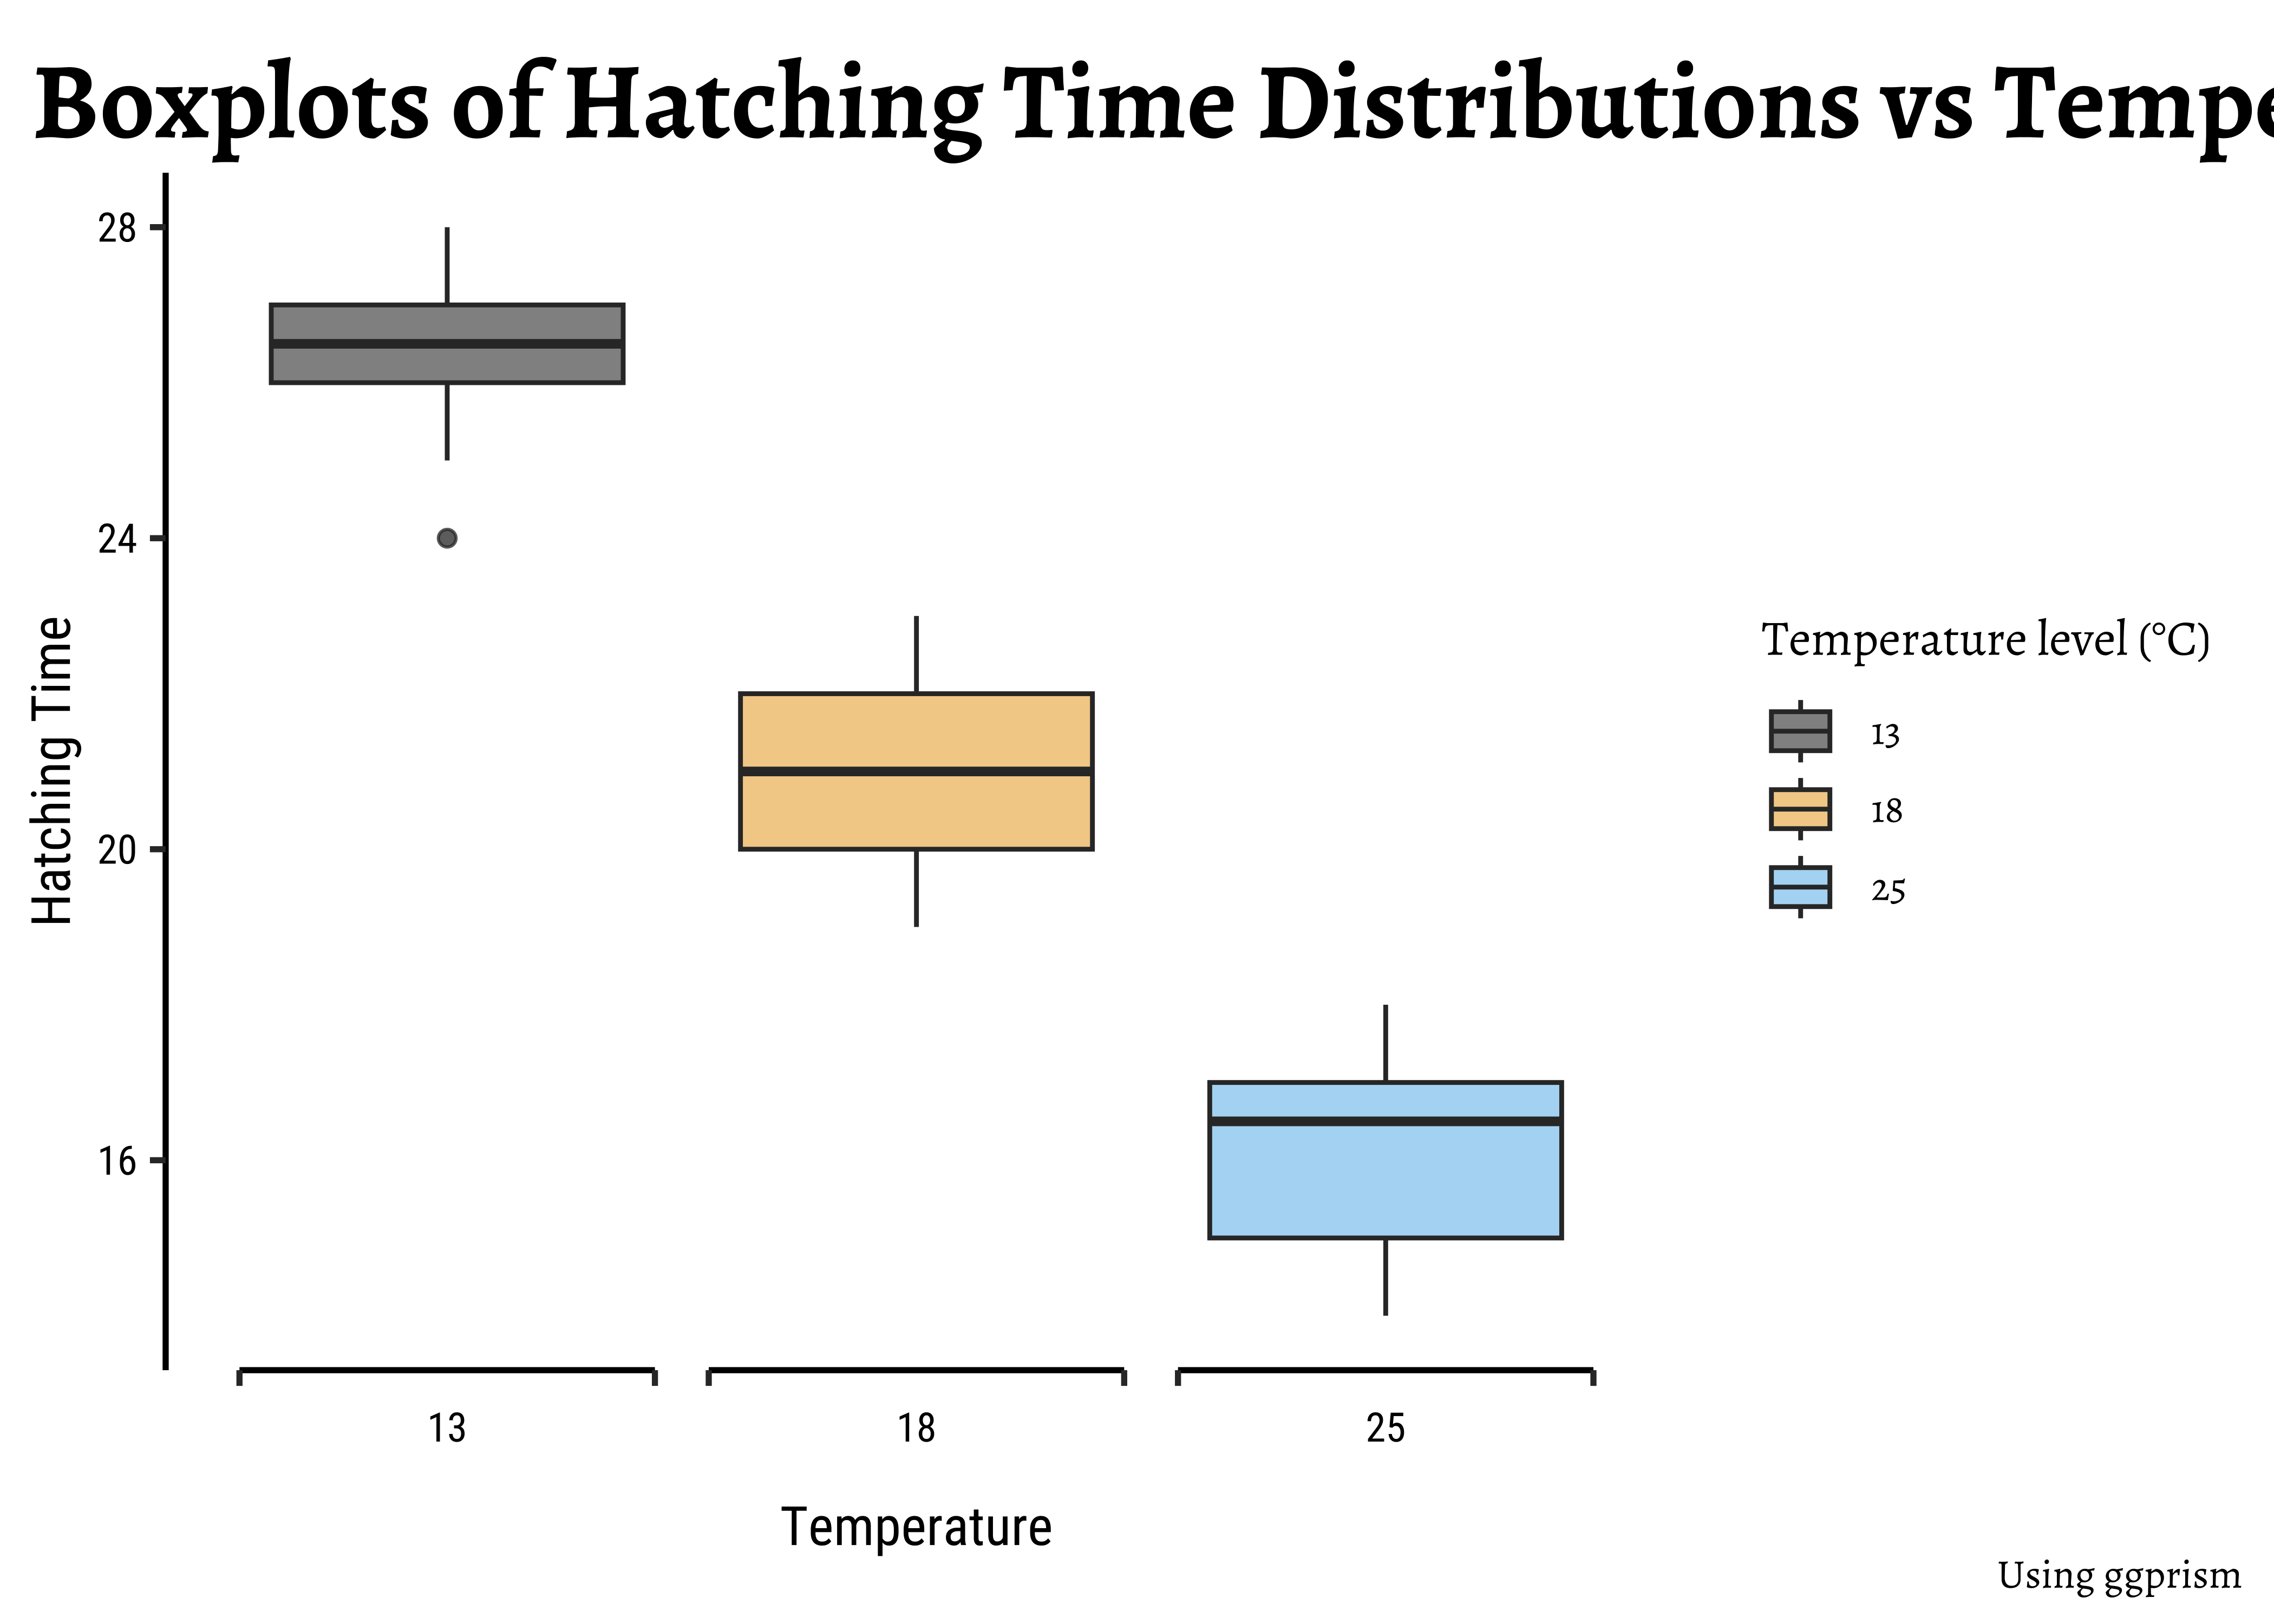 Boxplots of Hatching Time Distributions vs Tempe
28
24
20
16
Hatching Time
13
18
25
Temperature
Temperature level (°C)
13
18
25
Using ggprism